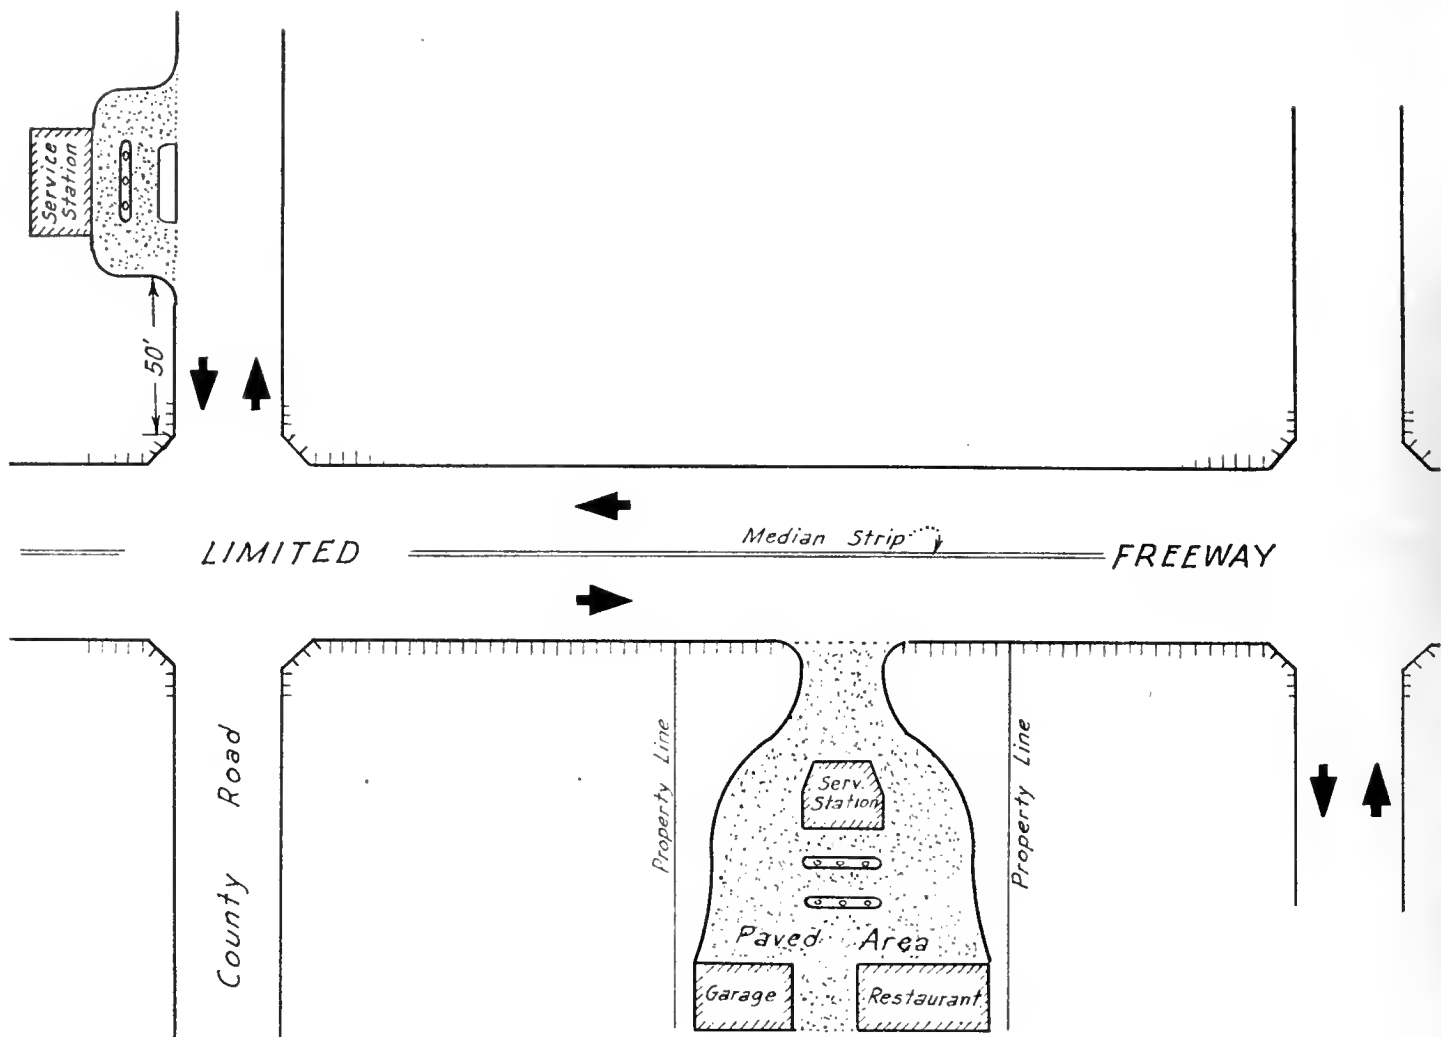 Service
Station
50'
Median Strip
LIMITED FREEWAY
County Road
Property Line
Property Line
Serv.
Station
Paved Area
Garage
Restaurant